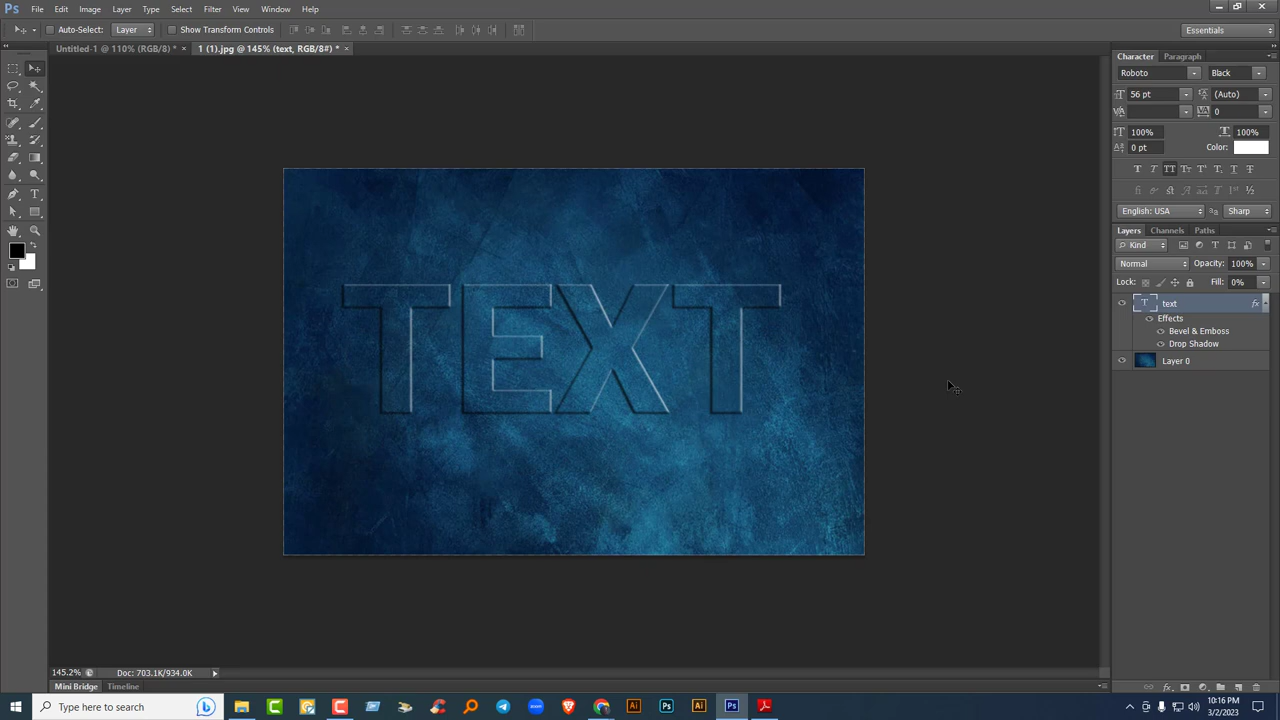 Ps File Edit Image Layer Type Select Filter View Window Help
Auto-Select: Layer Show Transform Controls Essentials
Untitled-1 @ 110% (RGB/8) * × 1 (1).jpg @ 145% (text, RGB/8#) * ×
Character Paragraph
Roboto Black
56 pt (Auto)
0
100% 100%
0 pt Color:
English: USA Sharp
Layers Channels Paths
Kind
Normal Opacity: 100%
Lock: Fill: 0%
text fx
Effects
Bevel & Emboss
Drop Shadow
Layer 0
TEXT
145.2% Doc: 703.1K/934.0K
Mini Bridge Timeline
Type here to search
10:16 PM
3/2/2023